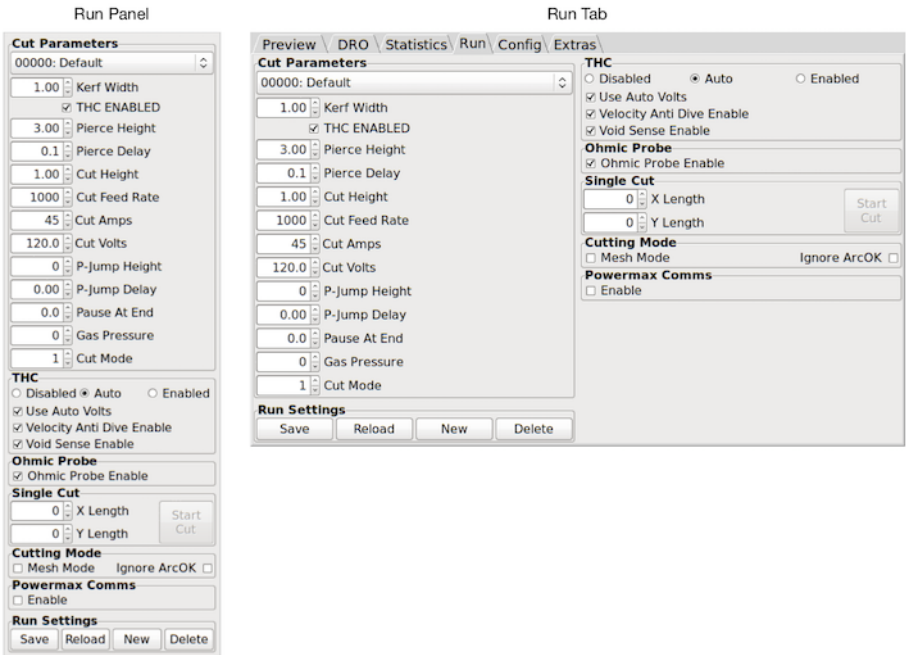 Run Panel
Cut Parameters
00000: Default
1.00 Kerf Width
THC ENABLED
3.00 Pierce Height
0.1 Pierce Delay
1.00 Cut Height
1000 Cut Feed Rate
45 Cut Amps
120.0 Cut Volts
0 P-Jump Height
0.00 P-Jump Delay
0.0 Pause At End
0 Gas Pressure
1 Cut Mode
THC
Disabled Auto Enabled
Use Auto Volts
Velocity Anti Dive Enable
Void Sense Enable
Ohmic Probe
Ohmic Probe Enable
Single Cut
0 X Length
0 Y Length
Start
Cut
Cutting Mode
Mesh Mode Ignore ArcOK
Powermax Comms
Enable
Run Settings
Save Reload New Delete
Run Tab
Preview DRO Statistics Run Config Extras
Cut Parameters
00000: Default
1.00 Kerf Width
THC ENABLED
3.00 Pierce Height
0.1 Pierce Delay
1.00 Cut Height
1000 Cut Feed Rate
45 Cut Amps
120.0 Cut Volts
0 P-Jump Height
0.00 P-Jump Delay
0.0 Pause At End
0 Gas Pressure
1 Cut Mode
Run Settings
Save Reload New Delete
THC
Disabled Auto Enabled
Use Auto Volts
Velocity Anti Dive Enable
Void Sense Enable
Ohmic Probe
Ohmic Probe Enable
Single Cut
0 X Length
0 Y Length
Start
Cut
Cutting Mode
Mesh Mode Ignore ArcOK
Powermax Comms
Enable